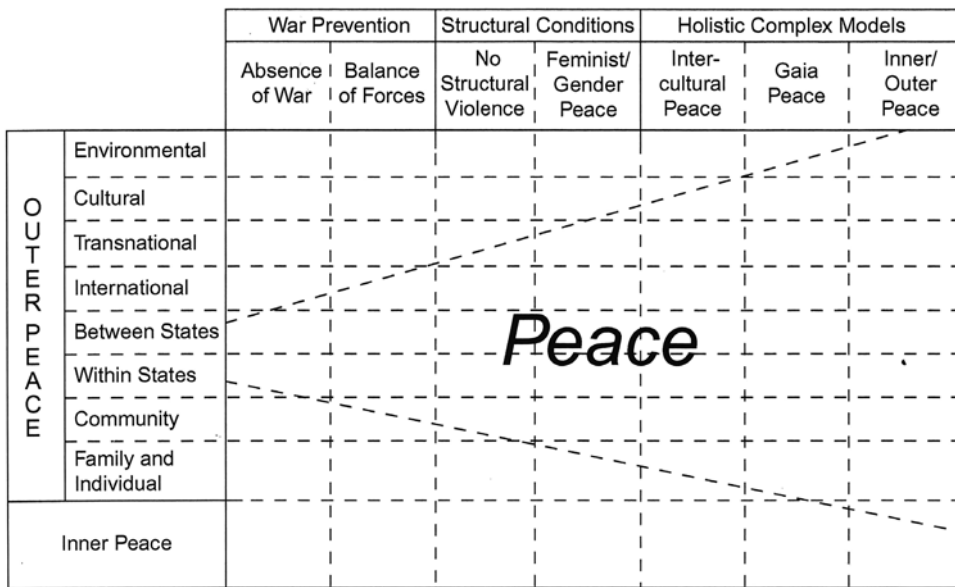 War Prevention Structural Conditions Holistic Complex Models
Absence of War Balance of Forces No Structural Violence Feminist/ Gender Peace Inter- cultural Peace Gaia Peace Inner/ Outer Peace
OUTER PEACE
Environmental
Cultural
Transnational
International
Between States
Within States
Community
Family and
Individual
Inner Peace
Peace